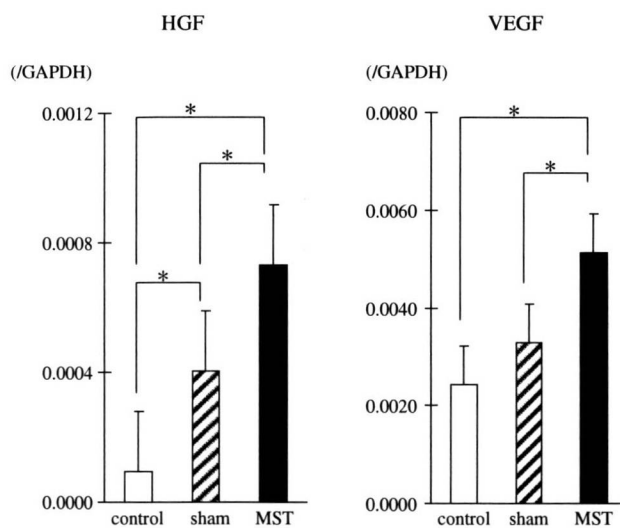 HGF
(/GAPDH)
0.0012
0.0008
0.0004
0.0000
*
*
*
control sham MST
VEGF
(/GAPDH)
0.0080
0.0060
0.0040
0.0020
0.0000
*
*
control sham MST